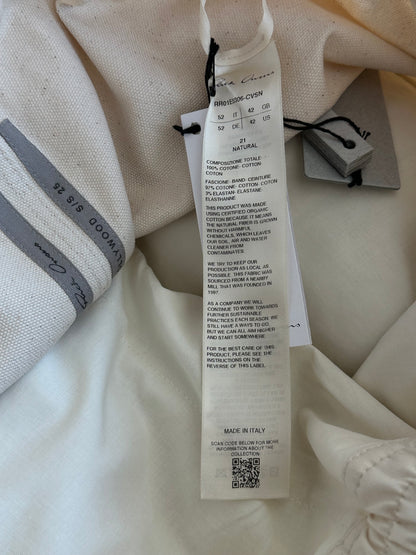 Rick Owens
RR01E5306-CVSN
52 IT 42 GB
52 DE 42 US
21
NATURAL
COMPOSIZIONE TOTALE -
100% COTONE- COTTON
COTON
FASCIONE- BAND- CEINTURE
97% COTONE- COTTON- COTON
3% ELASTAN- ELASTANE-
ELASTHANNE
THIS PRODUCT WAS MADE
USING CERTIFIED ORGANIC
COTTON BECAUSE IT MEANS
THE NATURAL FIBER IS GROWN
WITHOUT HARMFUL
CHEMICALS, WHICH LEAVES
OUR SOIL, AIR AND WATER
CLEANER FROM
CONTAMINATES.
WE TRY TO KEEP OUR
PRODUCTION AS LOCAL AS
POSSIBLE. THIS FABRIC WAS
SOURCED FROM A NEARBY
MILL THAT WAS FOUNDED IN
1997.
AS A COMPANY WE WILL
CONTINUE TO WORK TOWARDS
FURTHER SUSTAINABLE
PRACTICES EACH SEASON. WE
STILL HAVE A WAYS TO GO,
BUT WE CAN ALL AIM HIGHER
AND START SOMEWHERE
FOR THE BEST CARE OF THIS
PRODUCT, PLEASE SEE THE
INSTRUCTIONS ON THE
REVERSE OF THIS LABEL.
MADE IN ITALY
SCAN CODE BELOW FOR MORE
INFORMATION ABOUT THE
COLLECTION
LYWOOD S/S 25
Rick Owens